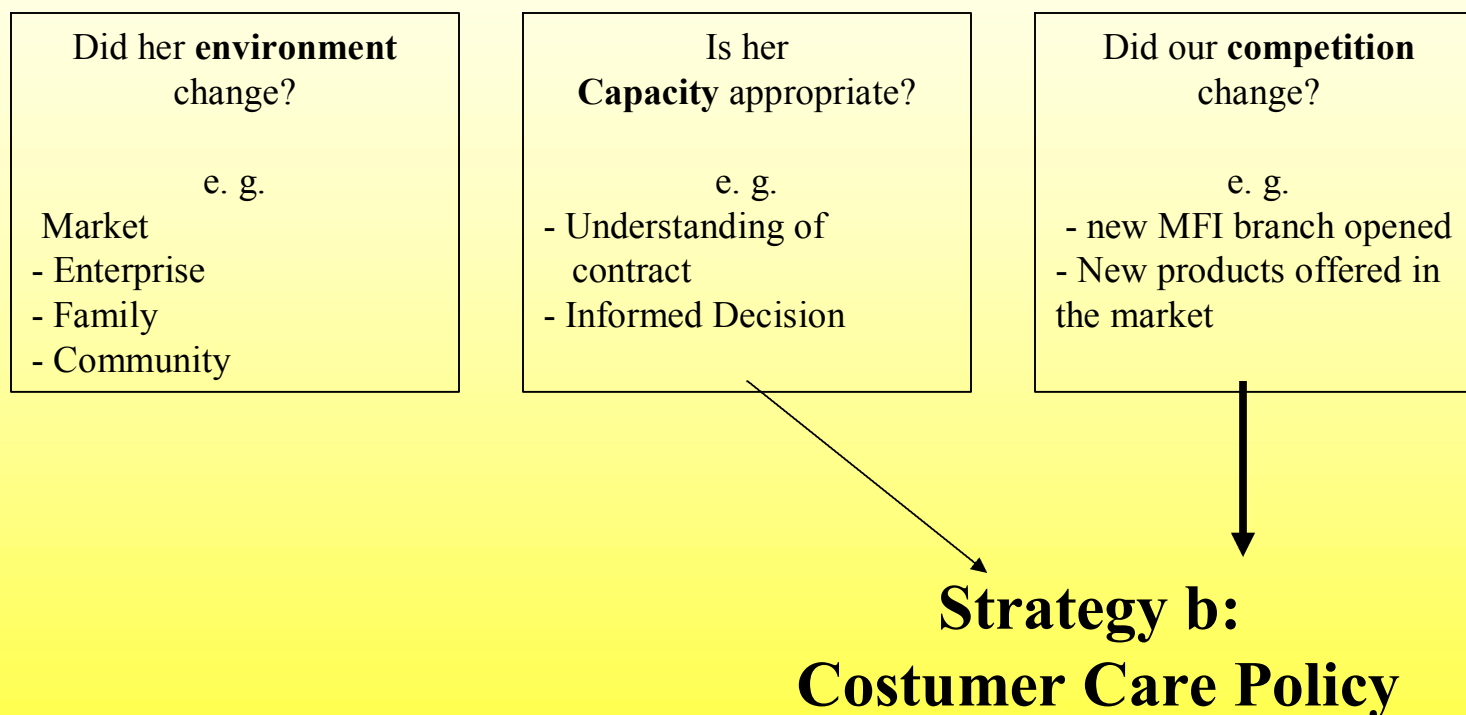 Did her environment
change?
e. g.
Market
- Enterprise
- Family
- Community
Is her
Capacity appropriate?
e. g.
- Understanding of
contract
- Informed Decision
Did our competition
change?
e. g.
- new MFI branch opened
- New products offered in
the market
Strategy b:
Costumer Care Policy